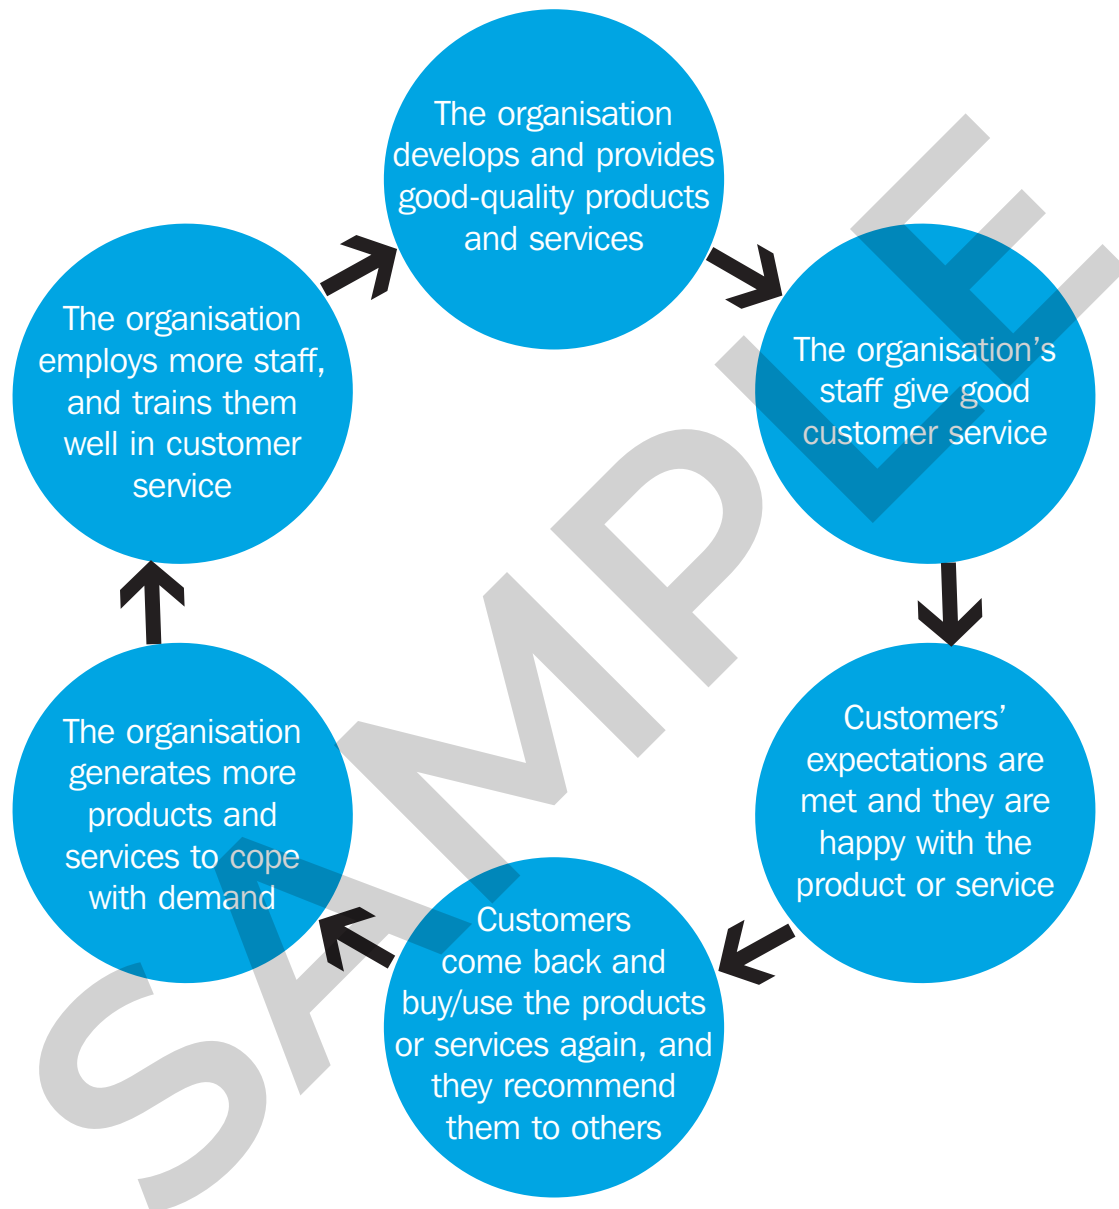 The organisation
develops and provides
good-quality products
and services
The organisation’s
staff give good
customer service
Customers’
expectations are
met and they are
happy with the
product or service
Customers
come back and
buy/use the products
or services again, and
they recommend
them to others
The organisation
generates more
products and
services to cope
with demand
The organisation
employs more staff,
and trains them
well in customer
service
SAMPLE